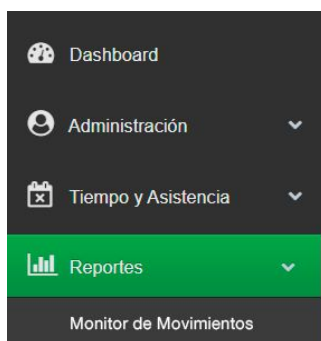 Dashboard
Administración
Tiempo y Asistencia
Reportes
Monitor de Movimientos